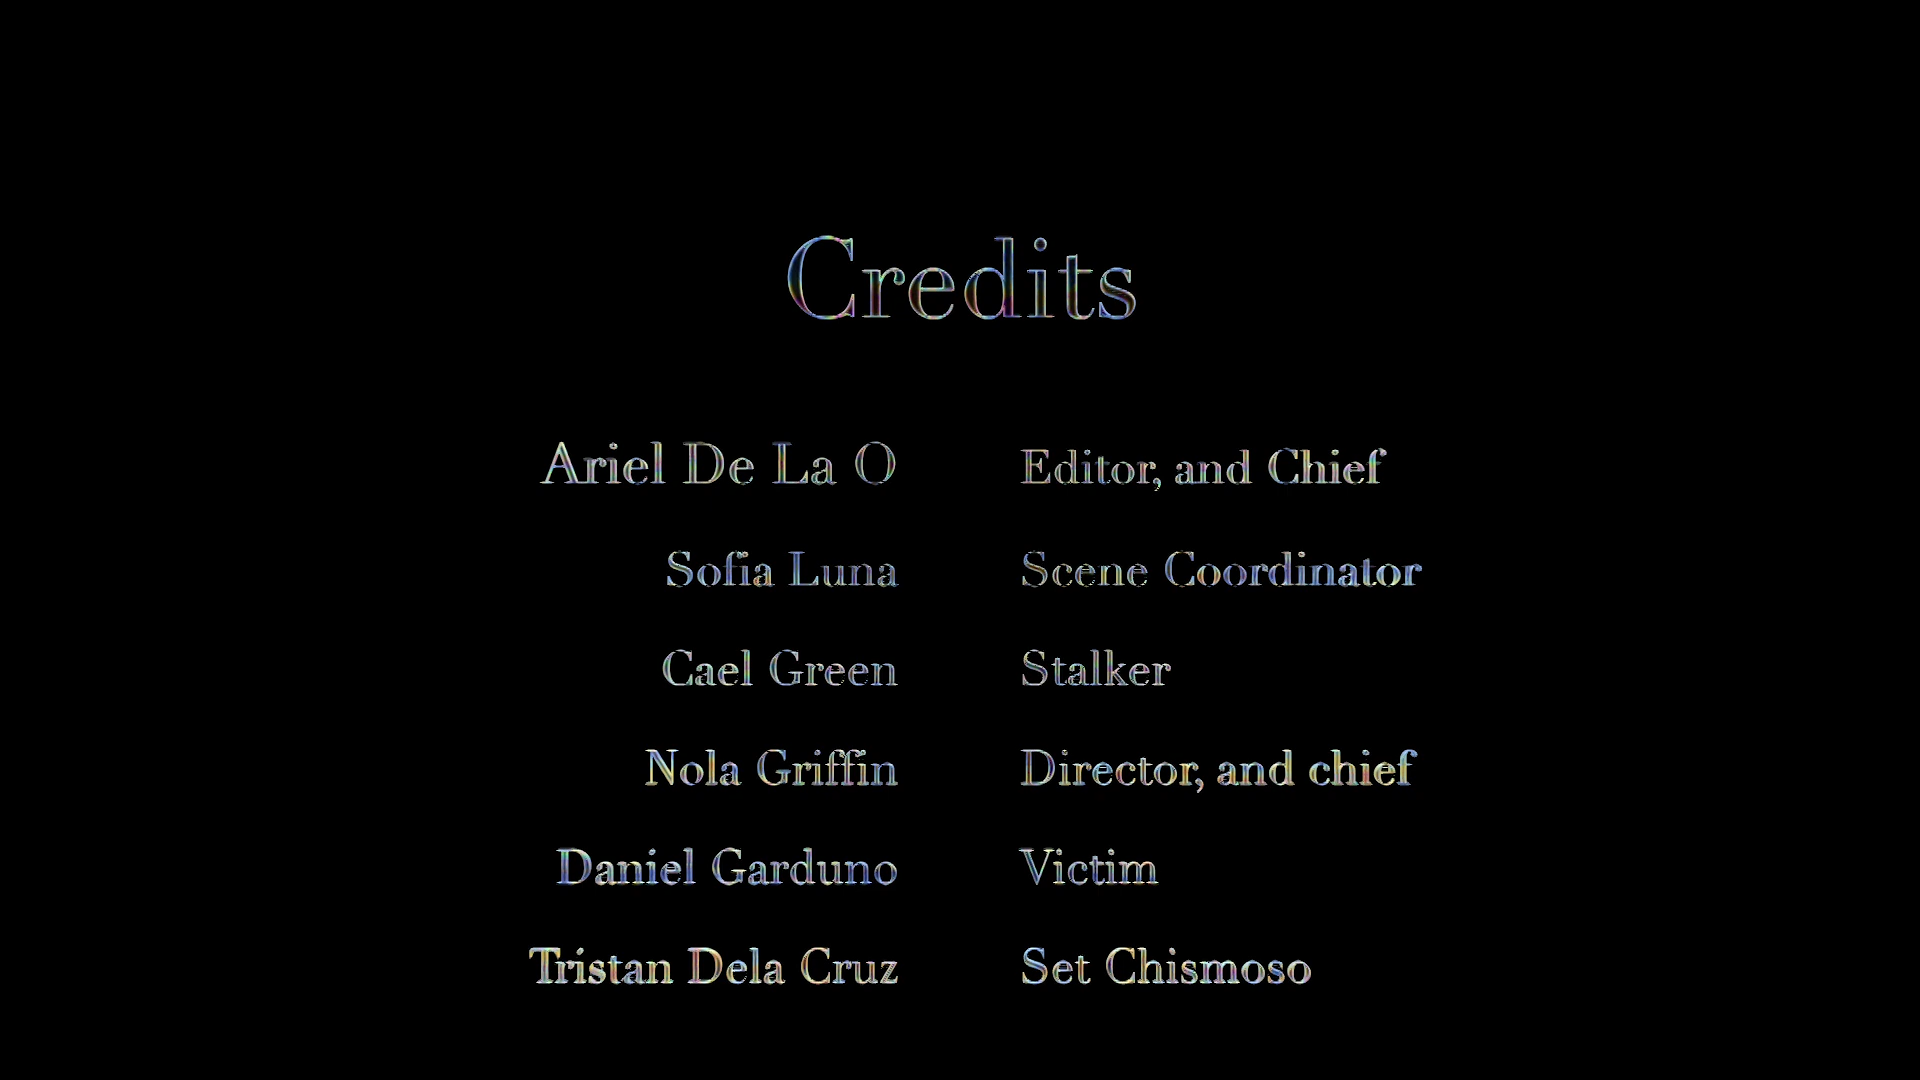 Credits
Ariel De La O Editor, and Chief
Sofia Luna Scene Coordinator
Cael Green Stalker
Nola Griffin Director, and chief
Daniel Garduno Victim
Tristan Dela Cruz Set Chismoso